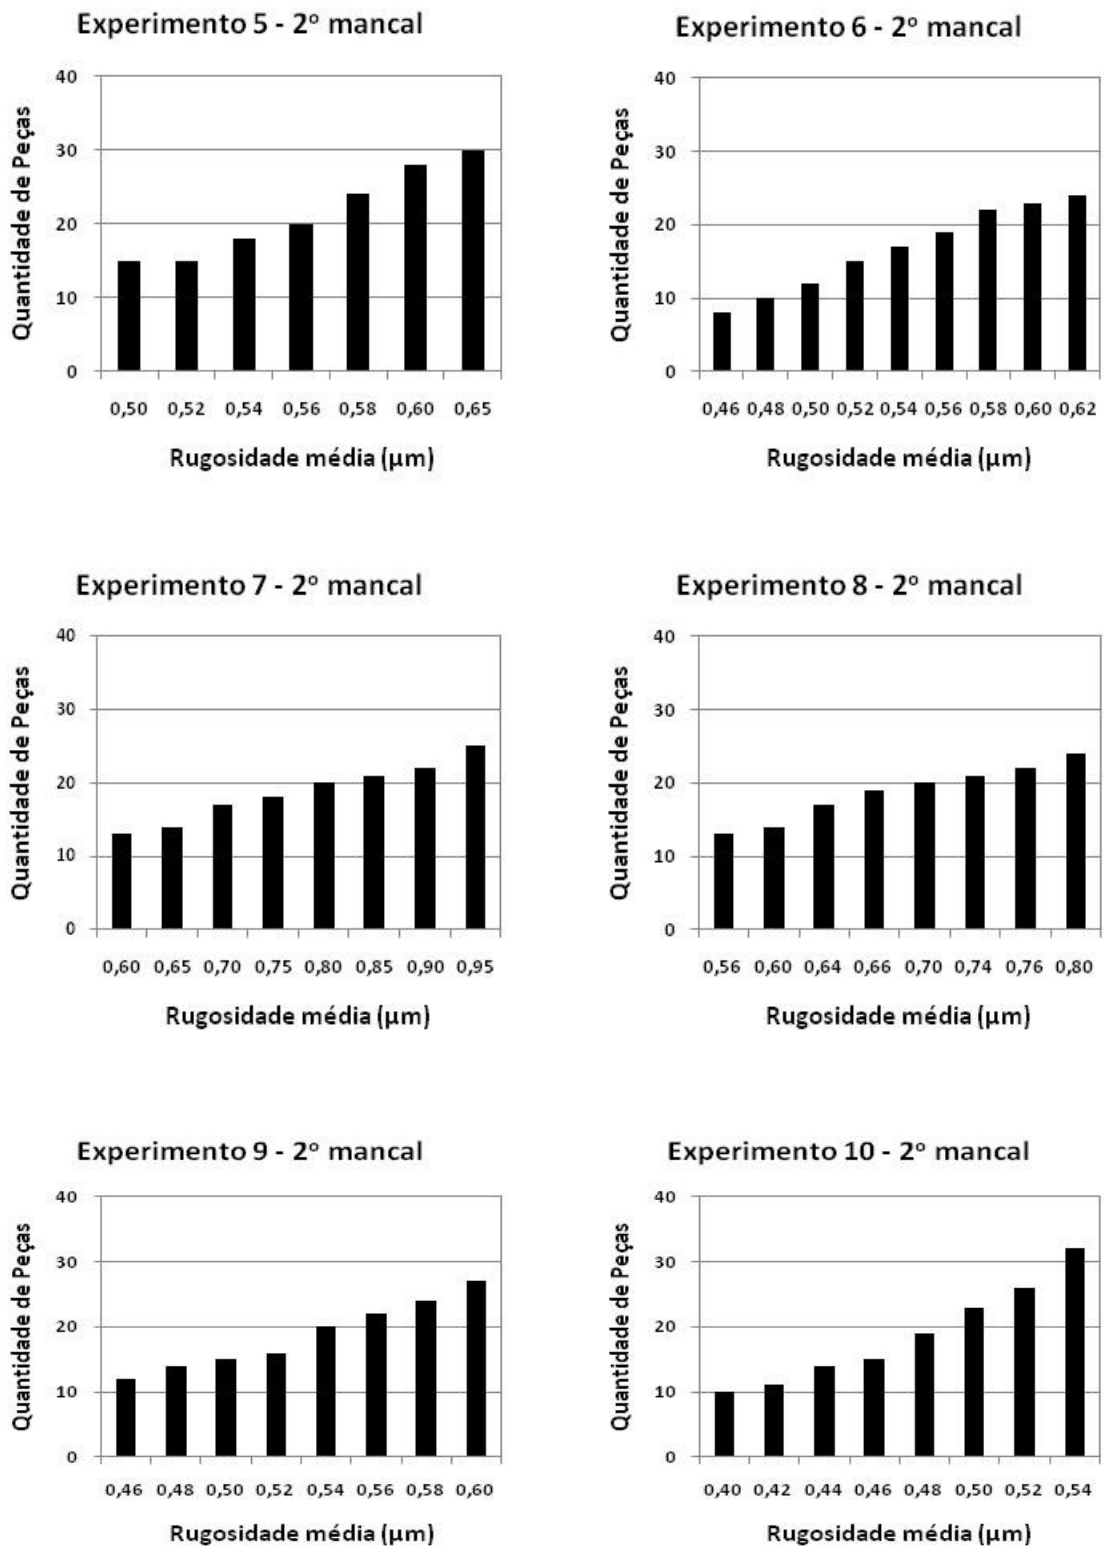 Experimento 5 - 2º mancal
Quantidade de Peças
40
30
20
10
0
0,50 0,52 0,54 0,56 0,58 0,60 0,65
Rugosidade média (µm)
Experimento 6 - 2º mancal
Quantidade de Peças
40
30
20
10
0
0,46 0,48 0,50 0,52 0,54 0,56 0,58 0,60 0,62
Rugosidade média (µm)
Experimento 7 - 2º mancal
Quantidade de Peças
40
30
20
10
0
0,60 0,65 0,70 0,75 0,80 0,85 0,90 0,95
Rugosidade média (µm)
Experimento 8 - 2º mancal
Quantidade de Peças
40
30
20
10
0
0,56 0,60 0,64 0,66 0,70 0,74 0,76 0,80
Rugosidade média (µm)
Experimento 9 - 2º mancal
Quantidade de Peças
40
30
20
10
0
0,46 0,48 0,50 0,52 0,54 0,56 0,58 0,60
Rugosidade média (µm)
Experimento 10 - 2º mancal
Quantidade de Peças
40
30
20
10
0
0,40 0,42 0,44 0,46 0,48 0,50 0,52 0,54
Rugosidade média (µm)